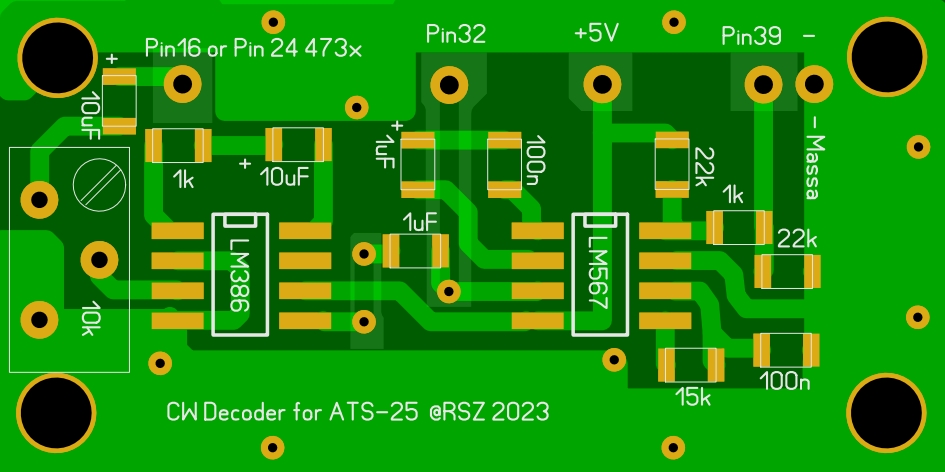 Pin16 or Pin 24 473x
Pin32
+5V
Pin39 -
+
10uF
1k
+
10uF
+
1uF
100n
22k
- Massa
1k
1uF
22k
LM386
LM567
10k
15k
100n
CW Decoder for ATS-25 @RSZ 2023